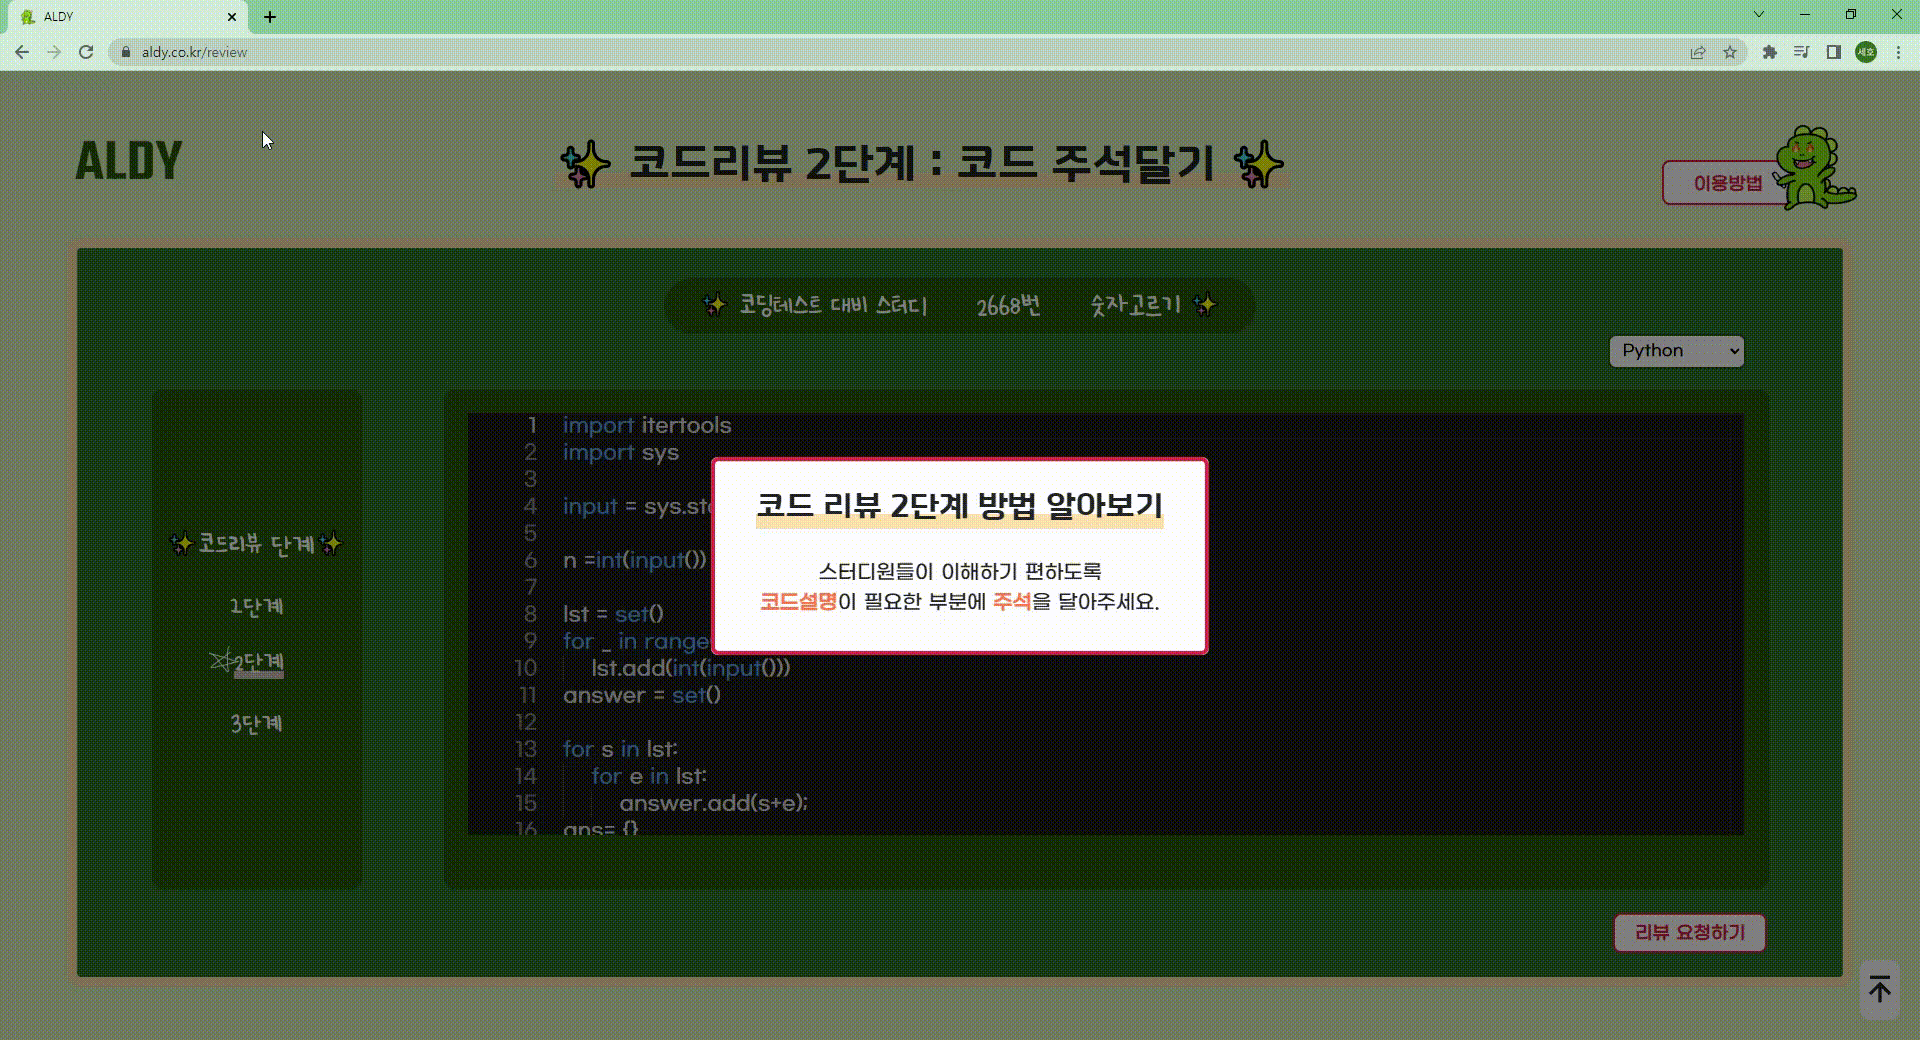 ALDY
aldy.co.kr/review
세호
ALDY
코드리뷰 2단계 : 코드 주석달기
이용방법
코딩테스트 대비 스터디 2668번 숫자고르기
Python
코드리뷰 단계
1단계
2단계
3단계
1 import itertools
2 import sys
3
4 input = sys.std
5
6 n =int(input())
7
8 lst = set()
9 for _ in range
10 lst.add(int(input()))
11 answer = set()
12
13 for s in lst:
14 for e in lst:
15 answer.add(s+e);
16 ans= {}
코드 리뷰 2단계 방법 알아보기
스터디원들이 이해하기 편하도록
코드설명이 필요한 부분에 주석을 달아주세요.
리뷰 요청하기